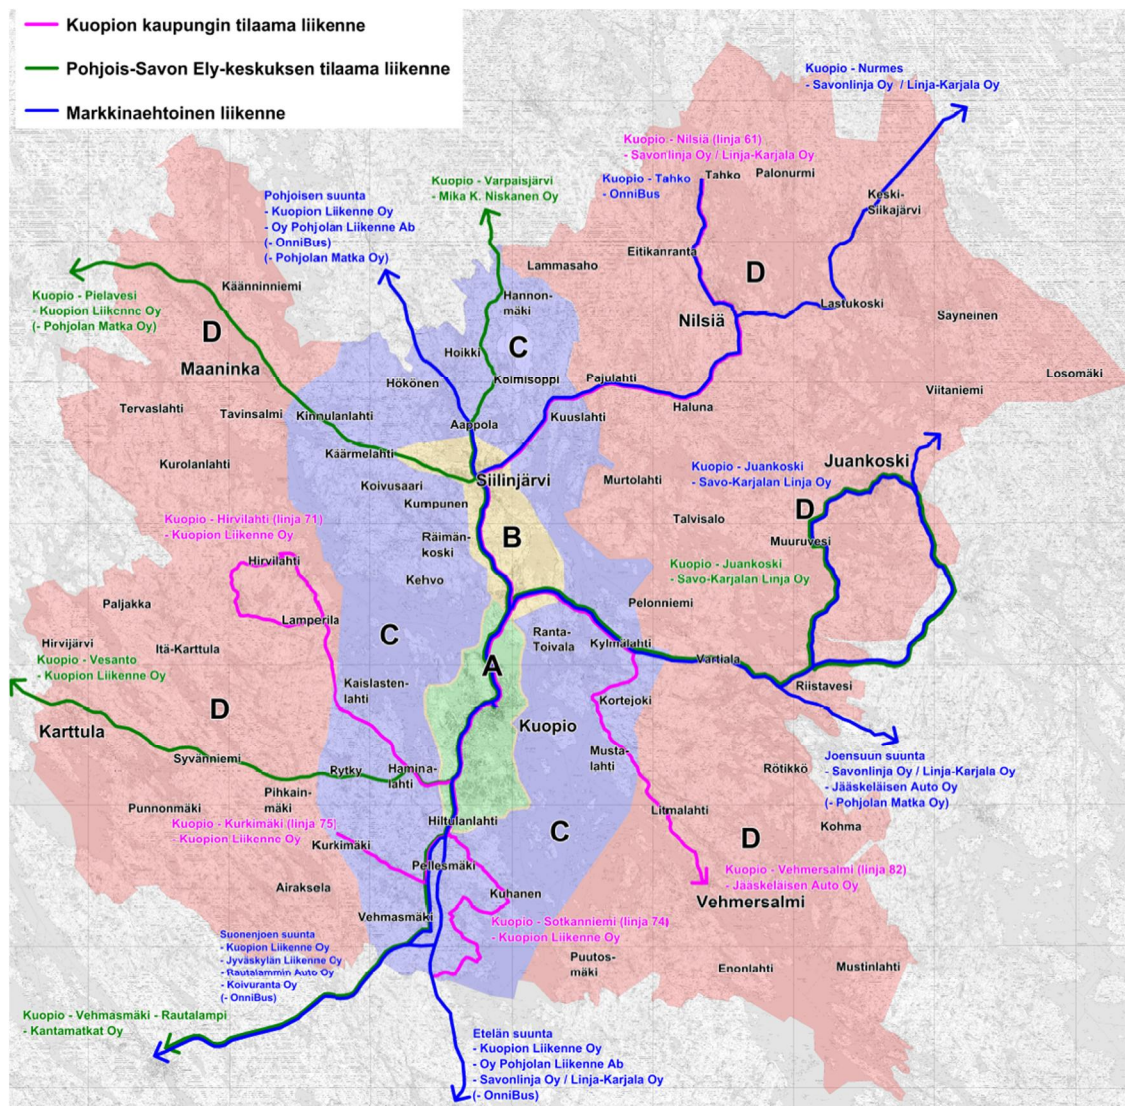 Kuopion kaupungin tilaama liikenne
Pohjois-Savon Ely-keskuksen tilaama liikenne
Markkinaehtoinen liikenne
Kuopio - Nurmes
- Savonlinja Oy / Linja-Karjala Oy
Kuopio - Nilsiä (linja 61)
- Savonlinja Oy / Linja-Karjala Oy
Kuopio - Tahko
- OnniBus
Tahko
Palonurmi
Keski-
Siikajärvi
Kuopio - Varpaisjärvi
- Mika K. Niskanen Oy
Pohjoisen suunta
- Kuopion Liikenne Oy
- Oy Pohjolan Liikenne Ab
(- OnniBus)
(- Pohjolan Matka Oy)
Eitikanranta
Lammasaho
D
Käänninniemi
Kuopio - Pielavesi
- Kuopion Liikenne Oy
(- Pohjolan Matka Oy)
Hannon-
mäki
Lastukoski
Sayneinen
Nilsiä
D
Maaninka
Hoikki
C
Kolmisoppi
Hökönen
Pajulahti
Losomäki
Viitaniemi
Tervaslahti
Tavinsalmi
Kinnulanlahti
Aappola
Kuuslahti
Haluna
Käärmelahti
Kurolanlahti
Koivusaari
Siilinjärvi
Murtolahti
Kuopio - Juankoski
- Savo-Karjalan Linja Oy
Juankoski
Kumpunen
D
Talvisalo
Muuruvesi
Kuopio - Hirvilahti (linja 71)
- Kuopion Liikenne Oy
Räimän-
koski
B
Hirvilahti
Kehvo
Kuopio - Juankoski
- Savo-Karjalan Linja Oy
Paljakka
Lamperila
Pelonniemi
C
Ranta-
Toivala
Kylmälahti
Hirvijärvi
Itä-Karttula
Kuopio - Vesanto
- Kuopion Liikenne Oy
A
Vartiala
Riistavesi
Kaislasten-
lahti
Kortejoki
D
Karttula
Kuopio
Syvänniemi
Rytky
Hamina-
lahti
Musta-
lahti
Joensuun suunta
- Savonlinja Oy / Linja-Karjala Oy
- Jääskeläisen Auto Oy
(- Pohjolan Matka Oy)
Rötikkö
Pihkain-
mäki
Punnonmäki
Kuopio - Kurkimäki (linja 75)
- Kuopion Liikenne Oy
Hiltulanlahti
Litmalahti
C
D
Kohma
Kurkimäki
Pellesmäki
Kuopio - Vehmersalmi (linja 82)
- Jääskeläisen Auto Oy
Vehmersalmi
Airaksela
Kuhanen
Vehmasmäki
Kuopio - Sotkanniemi (linja 74)
- Kuopion Liikenne Oy
Suonenjoen suunta
- Kuopion Liikenne Oy
- Jyväskylän Liikenne Oy
- Rautalammin Auto Oy
- Koivuranta Oy
(- OnniBus)
Puutos-
mäki
Enonlahti
Mustinlahti
Kuopio - Vehmasmäki - Rautalampi
- Kantamatkat Oy
Etelän suunta
- Kuopion Liikenne Oy
- Oy Pohjolan Liikenne Ab
- Savonlinja Oy / Linja-Karjala Oy
(- OnniBus)